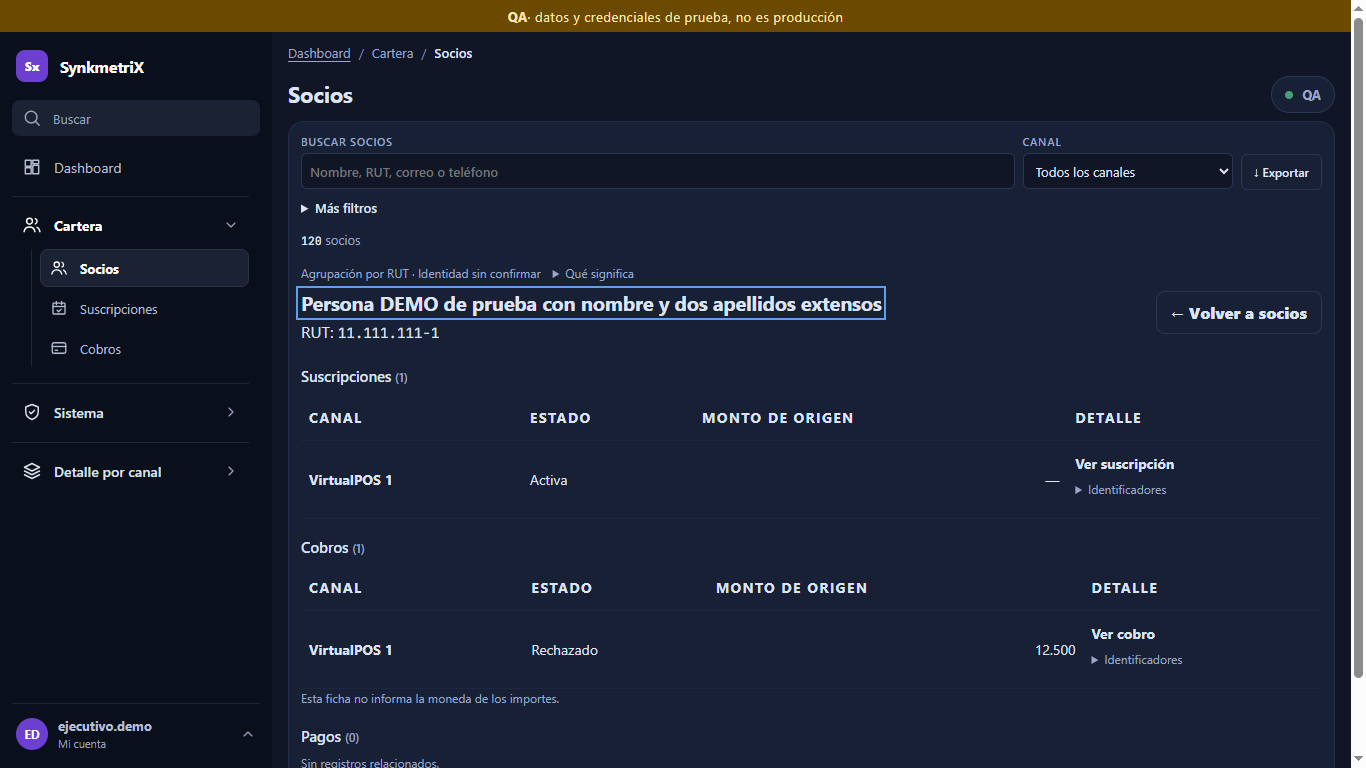 QA· datos y credenciales de prueba, no es producción
Sx SynkmetriX
Buscar
Dashboard
Cartera
Socios
Suscripciones
Cobros
Sistema
Detalle por canal
ED ejecutivo.demo
Mi cuenta
Dashboard / Cartera / Socios
Socios
QA
BUSCAR SOCIOS
CANAL
Nombre, RUT, correo o teléfono
Todos los canales
↓ Exportar
▶ Más filtros
120 socios
Agrupación por RUT · Identidad sin confirmar ▶ Qué significa
Persona DEMO de prueba con nombre y dos apellidos extensos
← Volver a socios
RUT: 11.111.111-1
Suscripciones (1)
CANAL ESTADO MONTO DE ORIGEN DETALLE
VirtualPOS 1 Activa — Ver suscripción
▶ Identificadores
Cobros (1)
CANAL ESTADO MONTO DE ORIGEN DETALLE
VirtualPOS 1 Rechazado 12.500 Ver cobro
▶ Identificadores
Esta ficha no informa la moneda de los importes.
Pagos (0)
Sin registros relacionados.